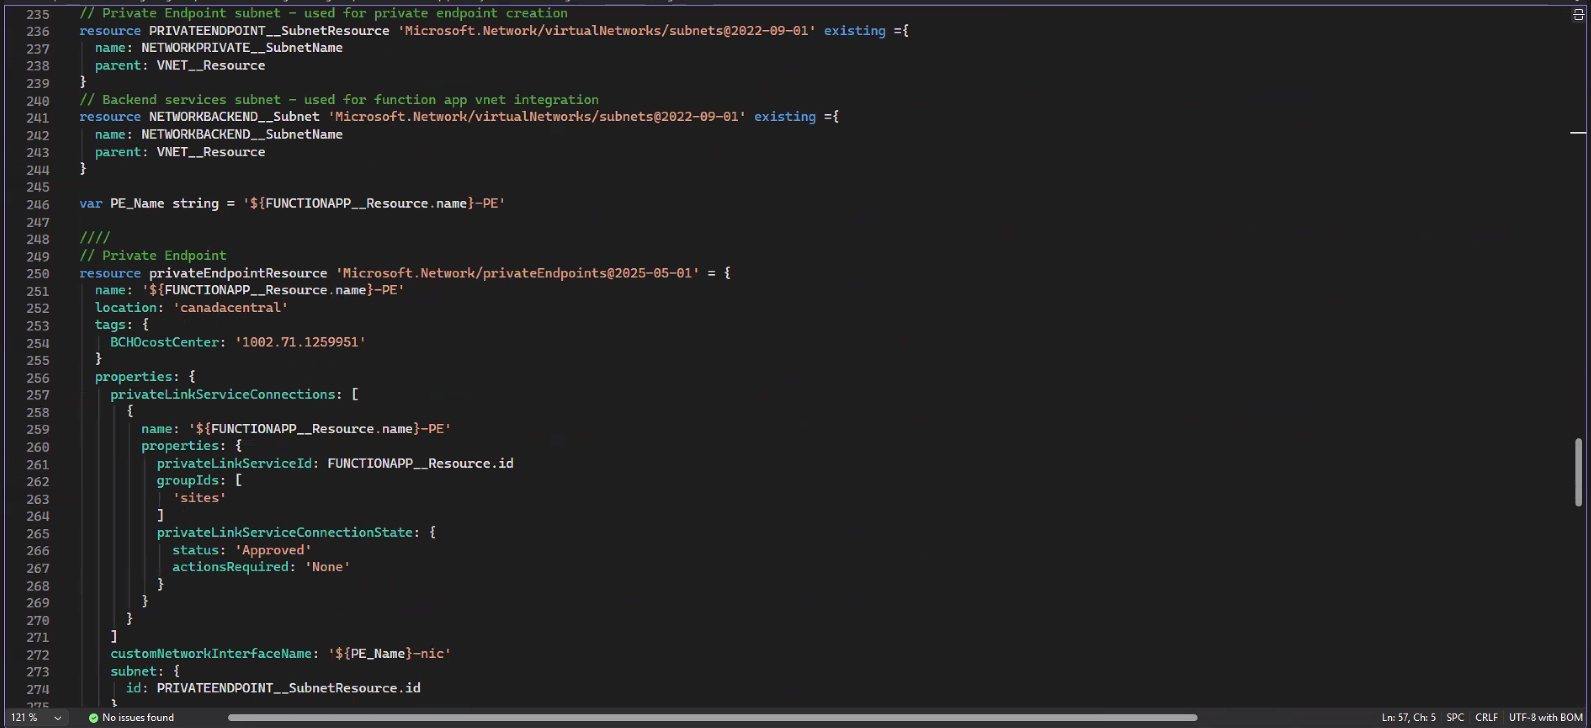 235 // Private Endpoint subnet - used for private endpoint creation
236 resource PRIVATEENDPOINT__SubnetResource 'Microsoft.Network/virtualNetworks/subnets@2022-09-01' existing ={
237   name: NETWORKPRIVATE__SubnetName
238   parent: VNET__Resource
239 }
240 // Backend services subnet - used for function app vnet integration
241 resource NETWORKBACKEND__Subnet 'Microsoft.Network/virtualNetworks/subnets@2022-09-01' existing ={
242   name: NETWORKBACKEND__SubnetName
243   parent: VNET__Resource
244 }
245
246 var PE_Name string = '${FUNCTIONAPP__Resource.name}-PE'
247
248 ////
249 // Private Endpoint
250 resource privateEndpointResource 'Microsoft.Network/privateEndpoints@2025-05-01' = {
251   name: '${FUNCTIONAPP__Resource.name}-PE'
252   location: 'canadacentral'
253   tags: {
254     BCHOcostCenter: '1002.71.1259951'
255   }
256   properties: {
257     privateLinkServiceConnections: [
258       {
259         name: '${FUNCTIONAPP__Resource.name}-PE'
260         properties: {
261           privateLinkServiceId: FUNCTIONAPP__Resource.id
262           groupIds: [
263             'sites'
264           ]
265           privateLinkServiceConnectionState: {
266             status: 'Approved'
267             actionsRequired: 'None'
268           }
269         }
270       }
271     ]
272     customNetworkInterfaceName: '${PE_Name}-nic'
273     subnet: {
274       id: PRIVATEENDPOINT__SubnetResource.id
275     }
121 % No issues found Ln: 57, Ch: 5 SPC CRLF UTF-8 with BOM